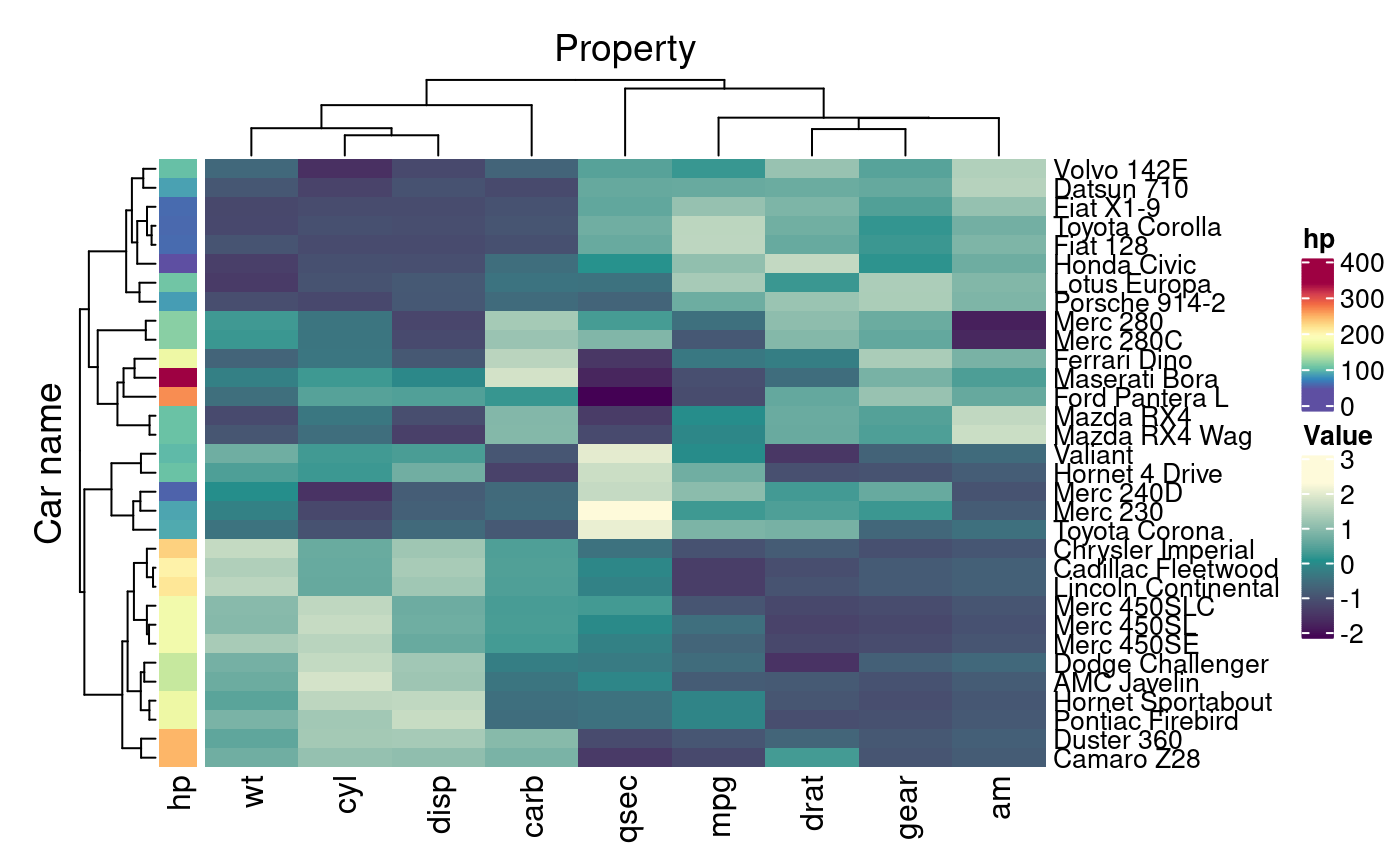 Property
Car name
Volvo 142E
Datsun 710
Fiat X1-9
Toyota Corolla
Fiat 128
Honda Civic
Lotus Europa
Porsche 914-2
Merc 280
Merc 280C
Ferrari Dino
Maserati Bora
Ford Pantera L
Mazda RX4
Mazda RX4 Wag
Valiant
Hornet 4 Drive
Merc 240D
Merc 230
Toyota Corona
Chrysler Imperial
Cadillac Fleetwood
Lincoln Continental
Merc 450SLC
Merc 450SL
Merc 450SE
Dodge Challenger
AMC Javelin
Hornet Sportabout
Pontiac Firebird
Duster 360
Camaro Z28
hp wt cyl disp carb qsec mpg drat gear am
hp
400
300
200
100
0
Value
3
2
1
0
-1
-2